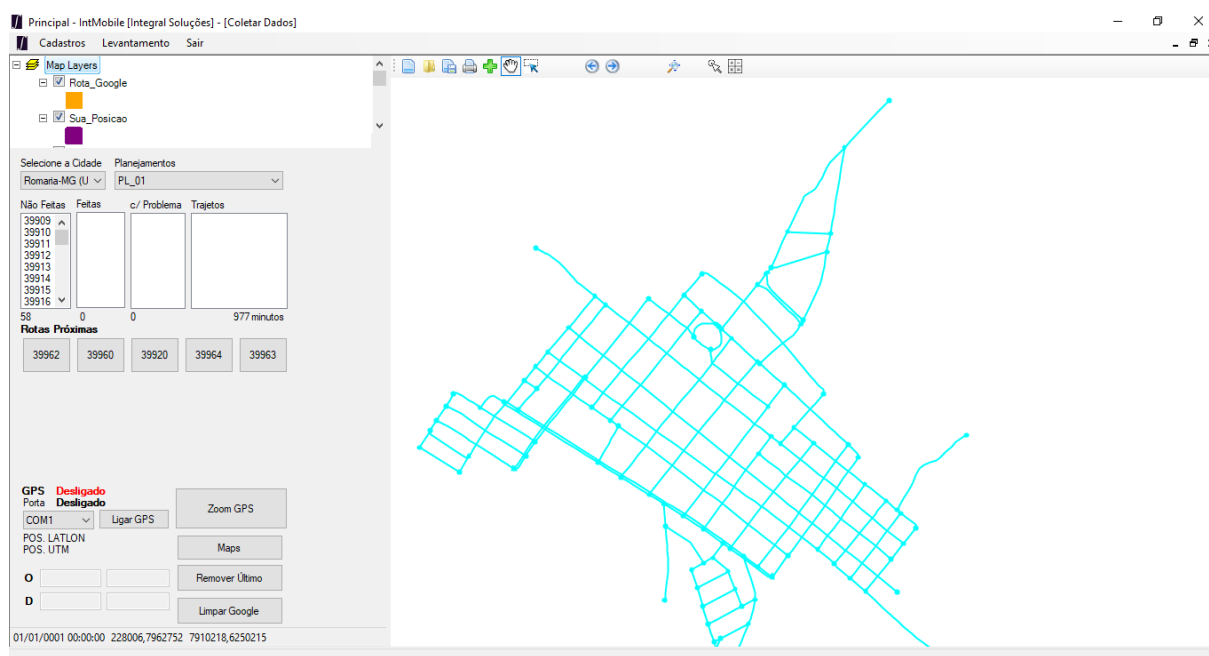 Principal - IntMobile [Integral Soluções] - [Coletar Dados]
Cadastros Levantamento Sair
Map Layers
Rota_Google
Sua_Posicao
Selecione a Cidade Planejamentos
Romaria-MG (U PL_01
Não Feitas Feitas c/ Problema Trajetos
39909
39910
39911
39912
39913
39914
39915
39916
58 0 0 977 minutos
Rotas Próximas
39962 39960 39920 39964 39963
GPS Desligado
Porta Desligado
COM1 Ligar GPS
Zoom GPS
POS. LATLON
POS. UTM
Maps
O
Remover Último
D
Limpar Google
01/01/0001 00:00:00 228006,7962752 7910218,6250215